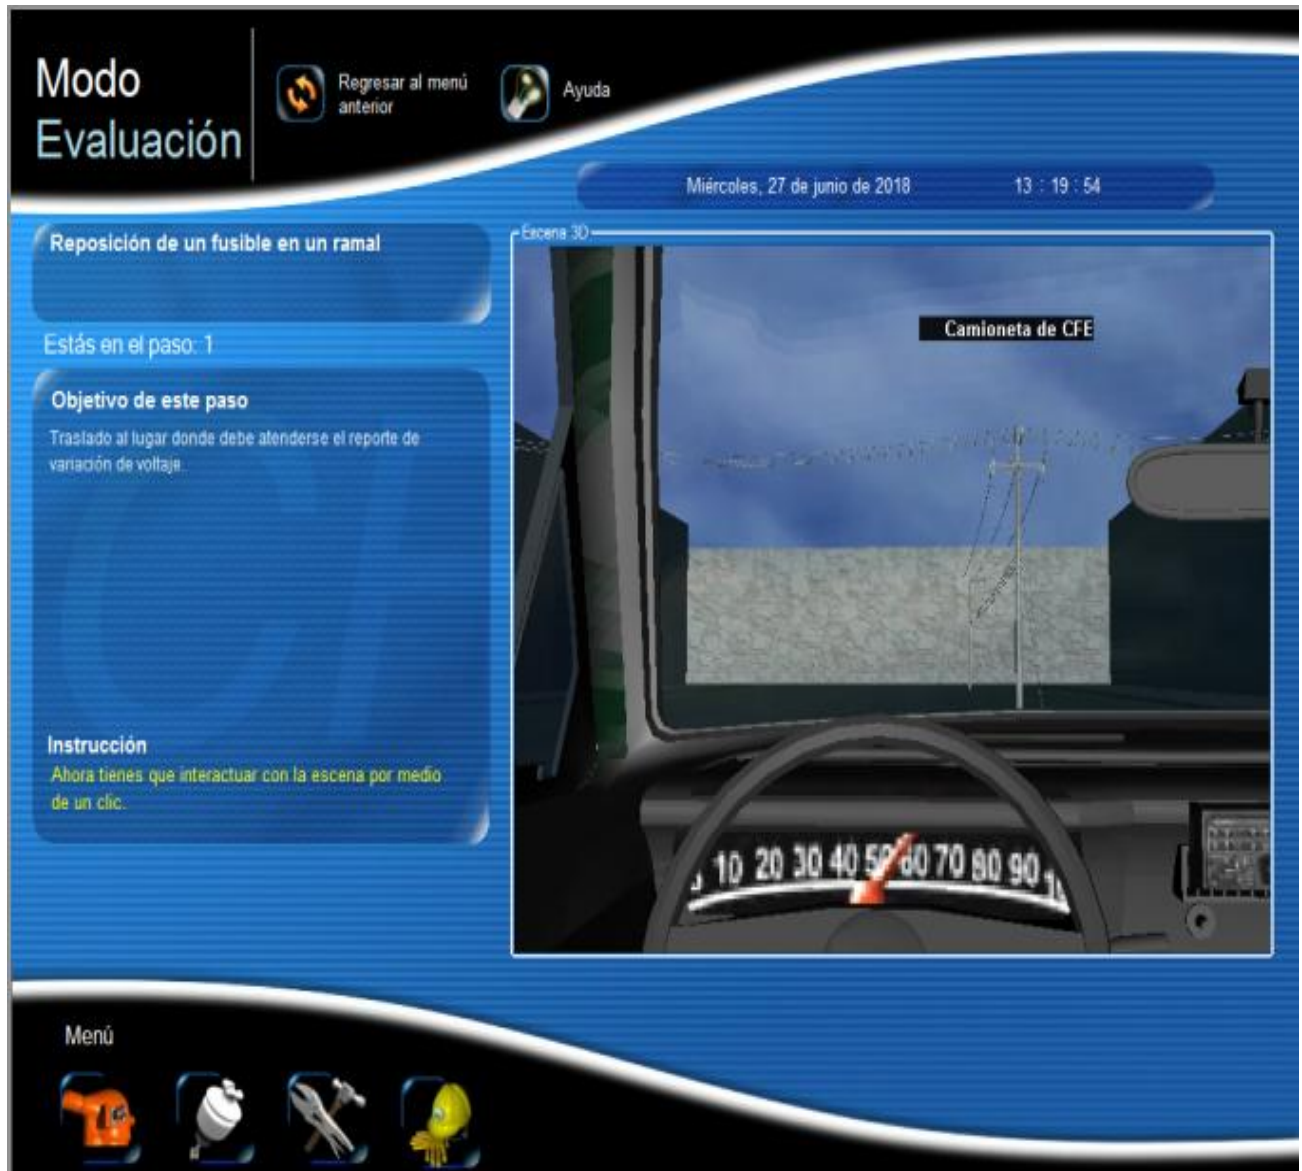 Modo
Evaluación
Regresar al menú
anterior
Ayuda
Miércoles, 27 de junio de 2018 13 : 19 : 54
Reposición de un fusible en un ramal
Estás en el paso: 1
Objetivo de este paso
Traslado al lugar donde debe atenderse el reporte de
variación de voltaje.
Instrucción
Ahora tienes que interactuar con la escena por medio
de un clic.
Escena 3D
Camioneta de CFE
10 20 30 40 50 60 70 80 90
Menú